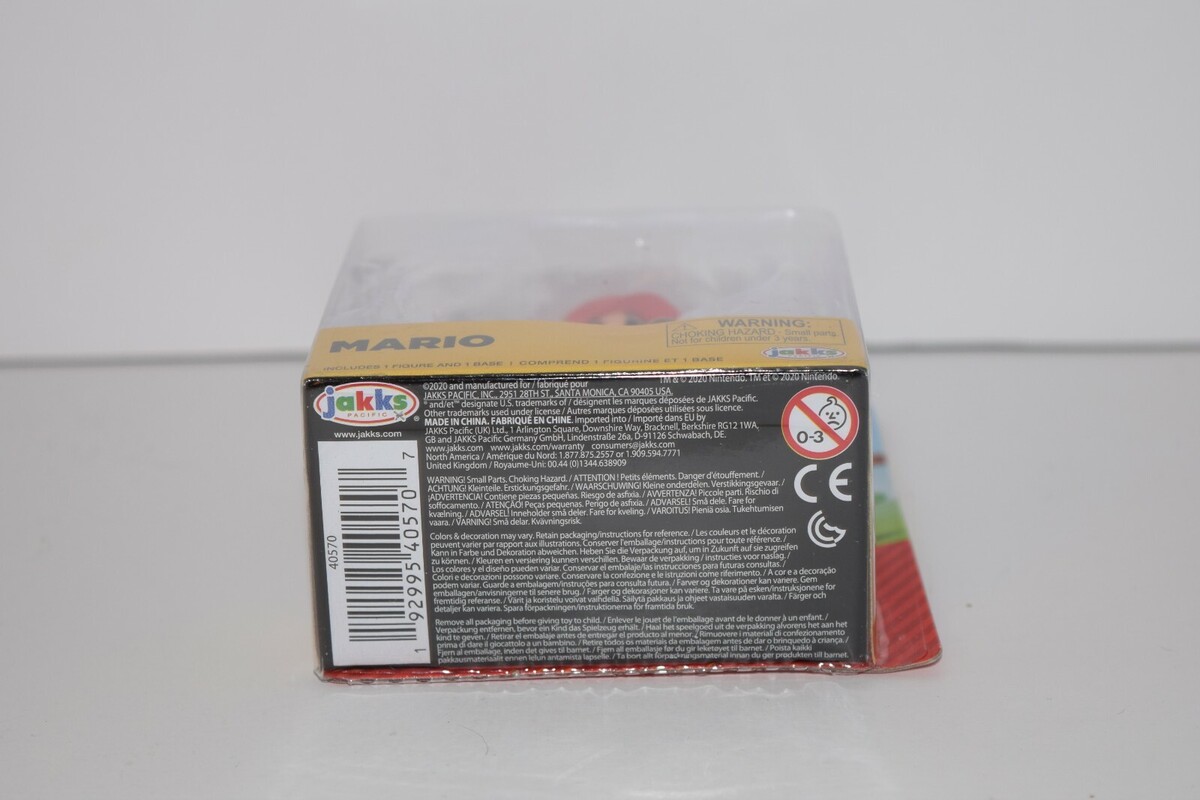 MARIO
INCLUDES 1 FIGURE AND 1 BASE | COMPREND 1 FIGURINE ET 1 BASE
WARNING:
CHOKING HAZARD - Small parts.
Not for children under 3 years.
jakks
TM & © 2020 Nintendo. TM et © 2020 Nintendo.
jakks
PACIFIC
www.jakks.com
©2020 and manufactured for / fabriqué pour
JAKKS PACIFIC, INC., 2951 28TH ST., SANTA MONICA, CA 90405 USA.
and/et designate U.S. trademarks of / désignent les marques déposées de JAKKS Pacific.
Other trademarks used under license / Autres marques déposées utilisées sous licence.
MADE IN CHINA. FABRIQUÉ EN CHINE. Imported into / Importé dans EU by
JAKKS Pacific (UK) Ltd., 1 Arlington Square, Downshire Way, Bracknell, Berkshire RG12 1WA,
GB and JAKKS Pacific Germany GmbH, Lindenstraße 26a, D-91126 Schwabach, DE.
www.jakks.com www.jakks.com/warranty consumers@jakks.com
North America / Amérique du Nord: 1.877.875.2557 or 1.909.594.7771
United Kingdom / Royaume-Uni: 00.44 (0)1344.638909
WARNING! Small Parts. Choking Hazard. / ATTENTION ! Petits éléments. Danger d'étouffement. /
ACHTUNG! Kleinteile. Erstickungsgefahr. / WAARSCHUWING! Kleine onderdelen. Verstikkingsgevaar. /
¡ADVERTENCIA! Contiene piezas pequeñas. Riesgo de asfixia. / AVVERTENZA! Piccole parti. Rischio di
soffocamento. / ATENÇÃO! Peças pequenas. Perigo de asfixia. / ADVARSEL! Små dele. Fare for
kvælning. / ADVARSEL! Inneholder små deler. Fare for kveling. / VAROITUS! Pieniä osia. Tukehtumisen
vaara. / VARNING! Små delar. Kvävningsrisk.
Colors & decoration may vary. Retain packaging/instructions for reference. / Les couleurs et le décoration
peuvent varier par rapport aux illustrations. Conserver l'emballage/instructions pour toute référence. /
Kann in Farbe und Dekoration abweichen. Heben Sie die Verpackung auf, um in Zukunft auf sie zugreifen
zu können. / Kleuren en versiering kunnen verschillen. Bewaar de verpakking / instructies voor naslag. /
Los colores y el diseño pueden variar. Conservar el embalaje/las instrucciones para futuras consultas. /
Colori e decorazioni possono variare. Conservare la confezione e le istruzioni come riferimento. / A cor e a decoração
podem variar. Guarde a embalagem/instruções para consulta futura. / Farver og dekorationer kan variere. Gem
emballagen/anvisningerne til senere brug. / Farger og dekorasjoner kan variere. Ta vare på esken/instruksjonene for
fremtidig referanse. / Värit ja koristelu voivat vaihdella. Säilytä pakkaus ja ohjeet vastaisuuden varalta. / Färger och
detaljer kan variera. Spara förpackningen/instruktionerna för framtida bruk.
Remove all packaging before giving toy to child. / Enlever le jouet de l'emballage avant de le donner à un enfant. /
Verpackung entfernen, bevor ein Kind das Spielzeug erhält. / Haal het speelgoed uit de verpakking alvorens het aan het
kind te geven. / Retirar el embalaje antes de entregar el producto al menor. / Rimuovere i materiali di confezionamento
prima di dare il giocattolo a un bambino. / Retire todos os materiais da embalagem antes de dar o brinquedo à criança. /
Fjern al emballage, inden det gives til barnet. / Fjern all emballasje før du gir leketøyet til barnet. / Poista kaikki
pakkausmateriaalit ennen lelun antamista lapselle. / Ta bort allt förpackningsmaterial innan du ger produkten till barnet.
0-3
CE
40570
1 92995 40570 7